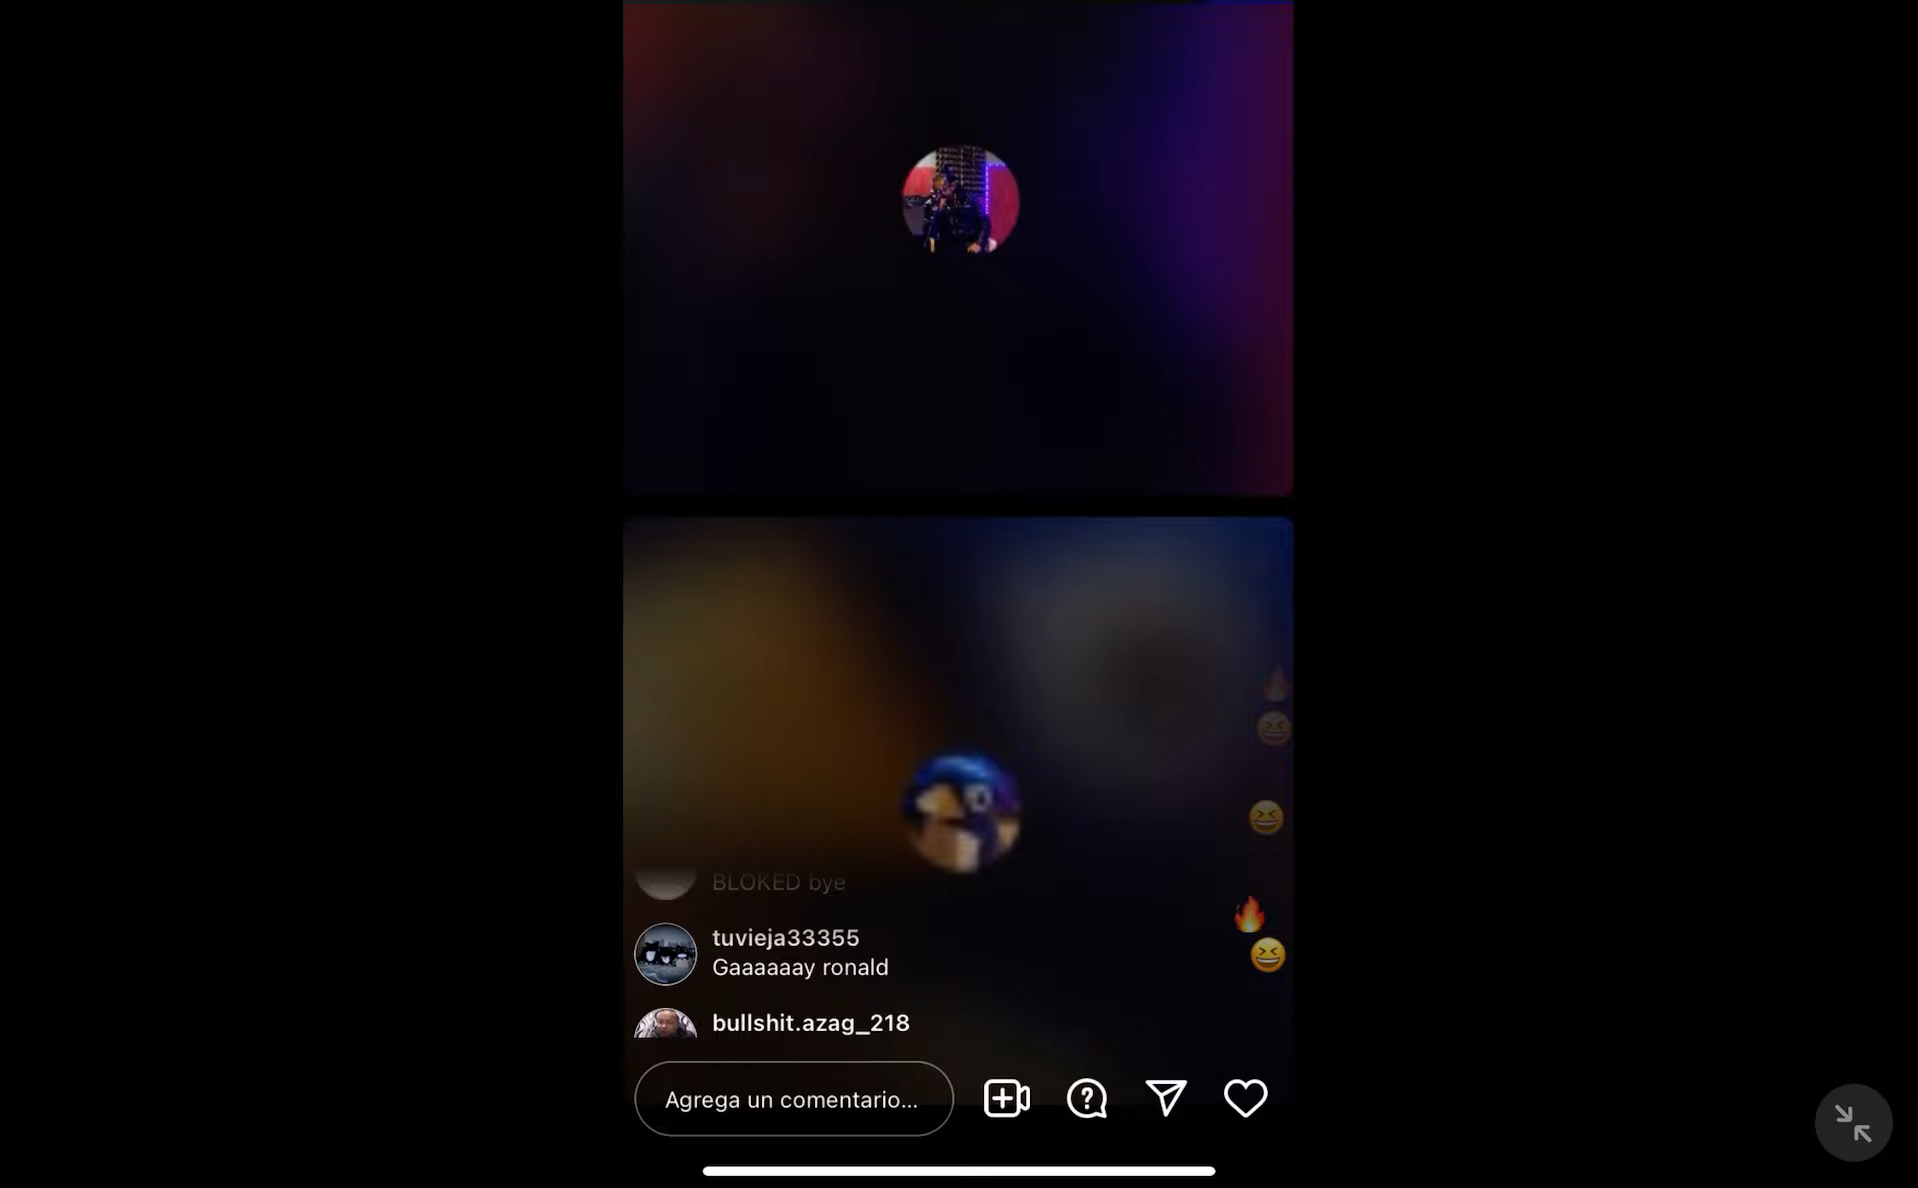 BLOKED bye
tuvieja33355
Gaaaaaay ronald
bullshit.azag_218
Agrega un comentario...